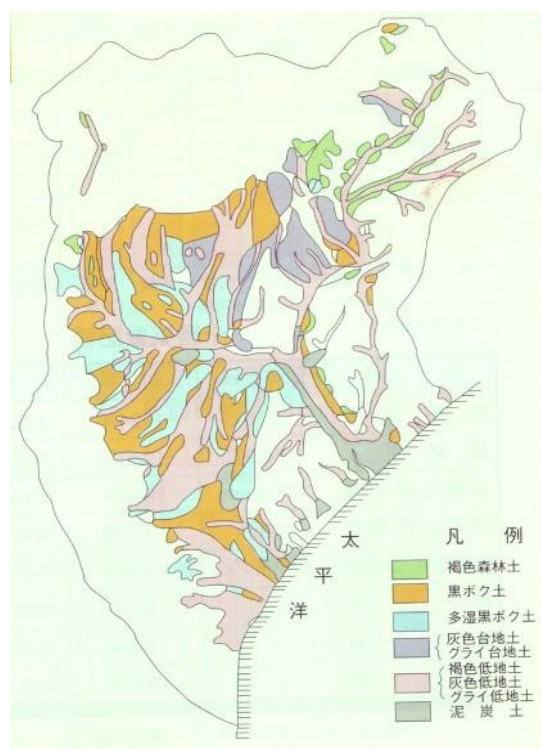 太平洋
凡例
褐色森林土
黒ボク土
多湿黒ボク土
灰色台地土
グライ台地土
褐色低地土
灰色低地土
グライ低地土
泥炭土